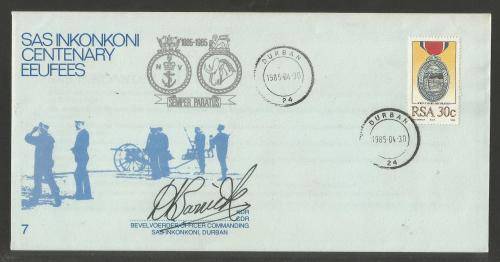 SAS INKONKONI
CENTENARY
EEUFEES
1885-1985
N V
SEMPER PARATUS
DURBAN
1985-04-30
24
DURBAN
1985-04-30
24
RSA 30c
KDR
CDR
BEVELVOERDER/OFFICER COMMANDING
SAS INKONKONI, DURBAN
7